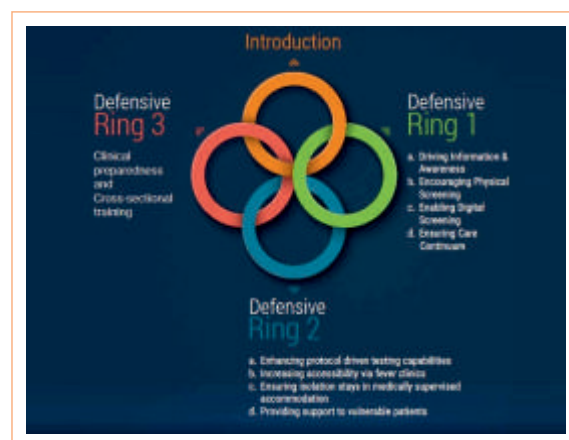 Introduction
Defensive
Ring 3
Clinical
preparedness
and
Cross-sectional
training
Defensive
Ring 1
a. Driving Information &
Awareness
b. Encouraging Physical
Screening
c. Enabling Digital
Screening
d. Ensuring Care
Continuum
Defensive
Ring 2
a. Enhancing protocol driven testing capabilities
b. Increasing accessibility via fever clinics
c. Ensuring isolation stays in medically supervised
accommodation
d. Providing support to vulnerable patients